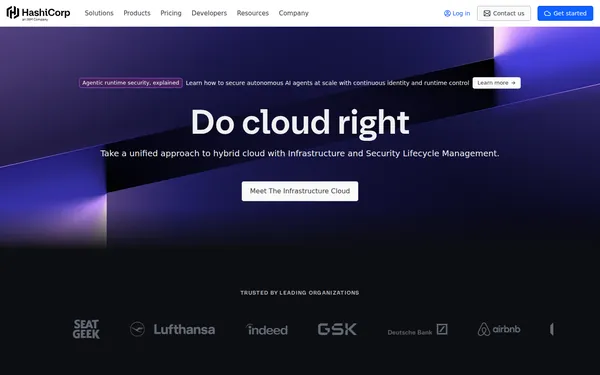 HashiCorp
an IBM Company
Solutions Products Pricing Developers Resources Company
Log in Contact us Get started
Agentic runtime security, explained Learn how to secure autonomous AI agents at scale with continuous identity and runtime control Learn more →
Do cloud right
Take a unified approach to hybrid cloud with Infrastructure and Security Lifecycle Management.
Meet The Infrastructure Cloud
TRUSTED BY LEADING ORGANIZATIONS
SEAT
GEEK
Lufthansa
indeed
GSK
Deutsche Bank
airbnb